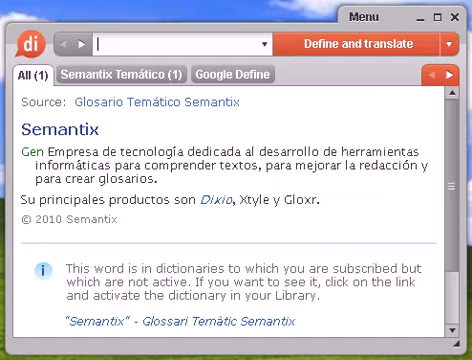 Menu
di
Define and translate
All (1)
Semantix Temático (1)
Google Define
Source: Glosario Temático Semantix
Semantix
Gen Empresa de tecnología dedicada al desarrollo de herramientas
informáticas para comprender textos, para mejorar la redacción y
para crear glosarios.
Su principales productos son Dixio, Xtyle y Gloxr.
© 2010 Semantix
i
This word is in dictionaries to which you are subscribed but
which are not active. If you want to see it, click on the link
and activate the dictionary in your Library.
"Semantix" - Glossari Temàtic Semantix